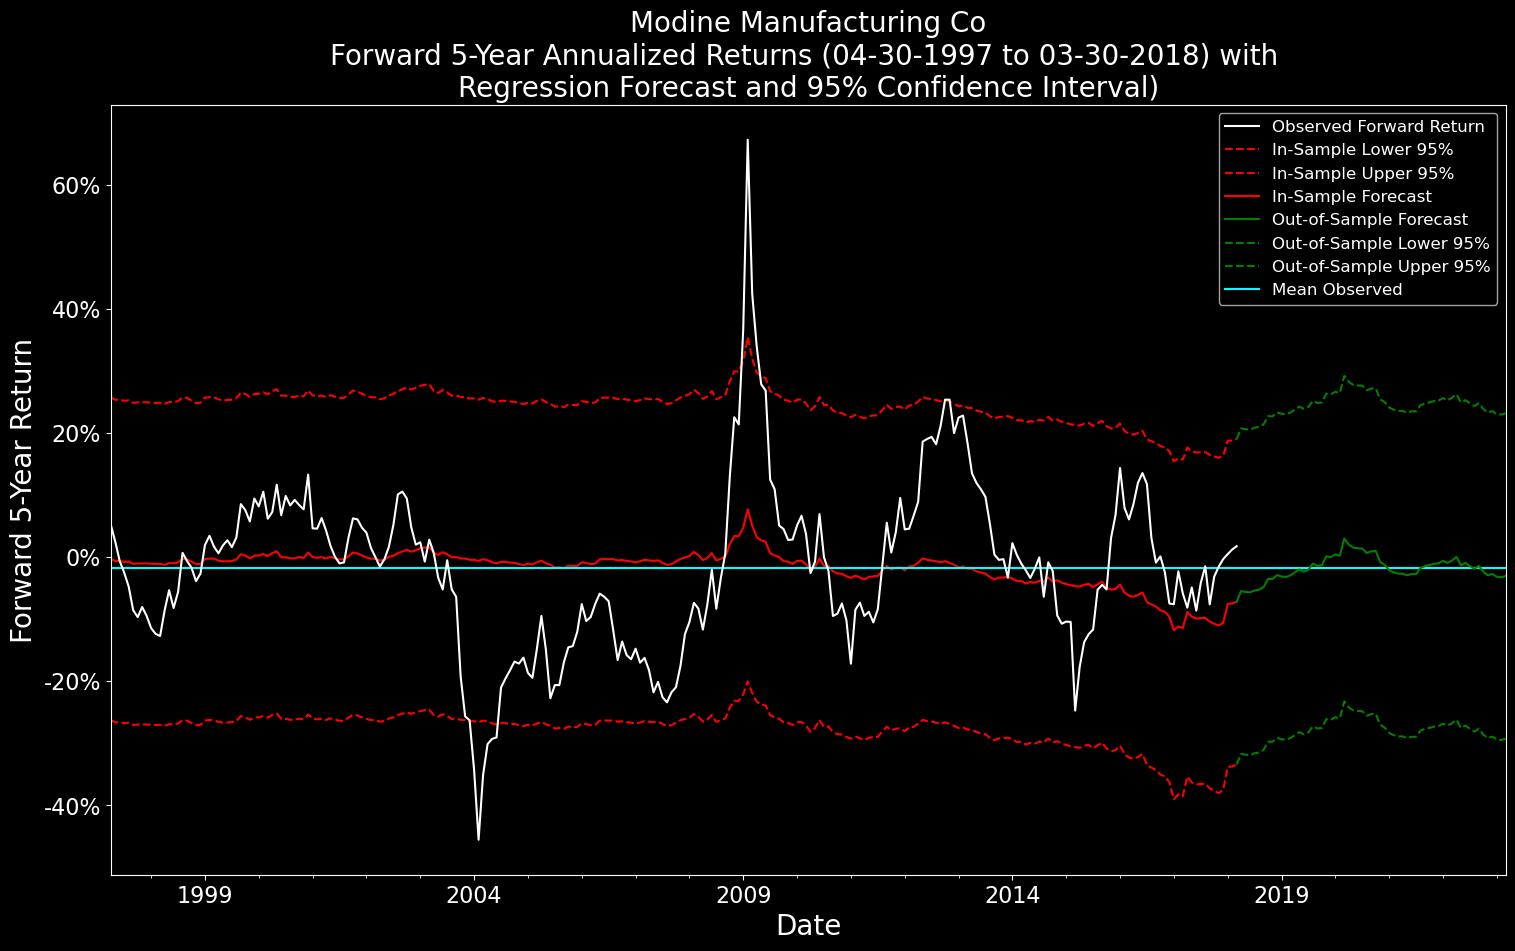 Modine Manufacturing Co
Forward 5-Year Annualized Returns (04-30-1997 to 03-30-2018) with
Regression Forecast and 95% Confidence Interval)
Observed Forward Return
In-Sample Lower 95%
In-Sample Upper 95%
In-Sample Forecast
Out-of-Sample Forecast
Out-of-Sample Lower 95%
Out-of-Sample Upper 95%
Mean Observed
Forward 5-Year Return
60%
40%
20%
0%
-20%
-40%
1999
2004
2009
2014
2019
Date